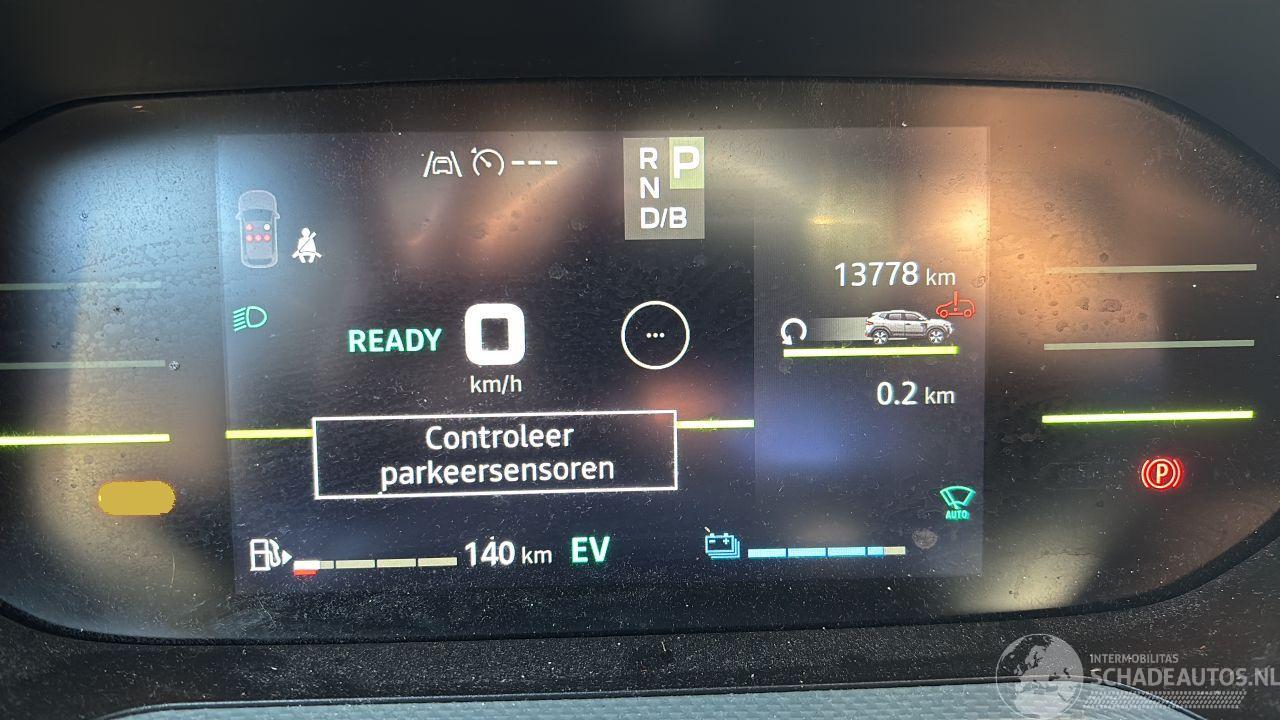 ---
R P
N
D/B
13778 km
READY 0
km/h
...
0.2 km
Controleer
parkeersensoren
P
AUTO
140 km EV
INTERMOBILITAS
SCHADEAUTOS.NL